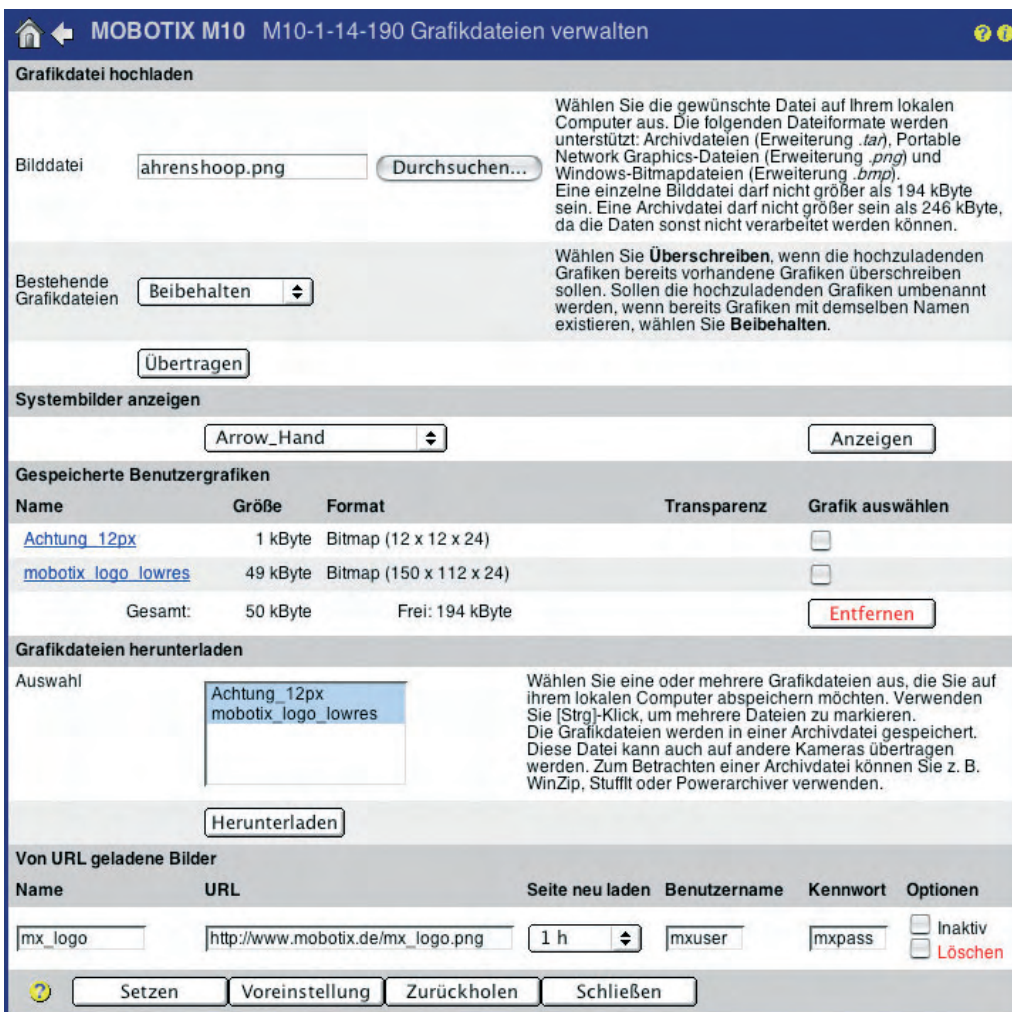 MOBOTIX M10 M10-1-14-190 Grafikdateien verwalten
Grafikdatei hochladen
Bilddatei
ahrenshoop.png
Durchsuchen...
Wählen Sie die gewünschte Datei auf Ihrem lokalen
Computer aus. Die folgenden Dateiformate werden
unterstützt: Archivdateien (Erweiterung .tar), Portable
Network Graphics-Dateien (Erweiterung .png) und
Windows-Bitmapdateien (Erweiterung .bmp).
Eine einzelne Bilddatei darf nicht größer als 194 kByte
sein. Eine Archivdatei darf nicht größer sein als 246 kByte,
da die Daten sonst nicht verarbeitet werden können.
Bestehende
Grafikdateien
Beibehalten
Wählen Sie Überschreiben, wenn die hochzuladenden
Grafiken bereits vorhandene Grafiken überschreiben
sollen. Sollen die hochzuladenden Grafiken umbenannt
werden, wenn bereits Grafiken mit demselben Namen
existieren, wählen Sie Beibehalten.
Übertragen
Systembilder anzeigen
Arrow_Hand
Anzeigen
Gespeicherte Benutzergrafiken
Name Größe Format Transparenz Grafik auswählen
Achtung_12px 1 kByte Bitmap (12 x 12 x 24)
mobotix_logo_lowres 49 kByte Bitmap (150 x 112 x 24)
Gesamt: 50 kByte Frei: 194 kByte
Entfernen
Grafikdateien herunterladen
Auswahl
Achtung_12px
mobotix_logo_lowres
Wählen Sie eine oder mehrere Grafikdateien aus, die Sie auf
ihrem lokalen Computer abspeichern möchten. Verwenden
Sie [Strg]-Klick, um mehrere Dateien zu markieren.
Die Grafikdateien werden in einer Archivdatei gespeichert.
Diese Datei kann auch auf andere Kameras übertragen
werden. Zum Betrachten einer Archivdatei können Sie z. B.
WinZip, StuffIt oder Powerarchiver verwenden.
Herunterladen
Von URL geladene Bilder
Name URL Seite neu laden Benutzername Kennwort Optionen
mx_logo http://www.mobotix.de/mx_logo.png 1 h mxuser mxpass
Inaktiv
Löschen
? Setzen Voreinstellung Zurückholen Schließen